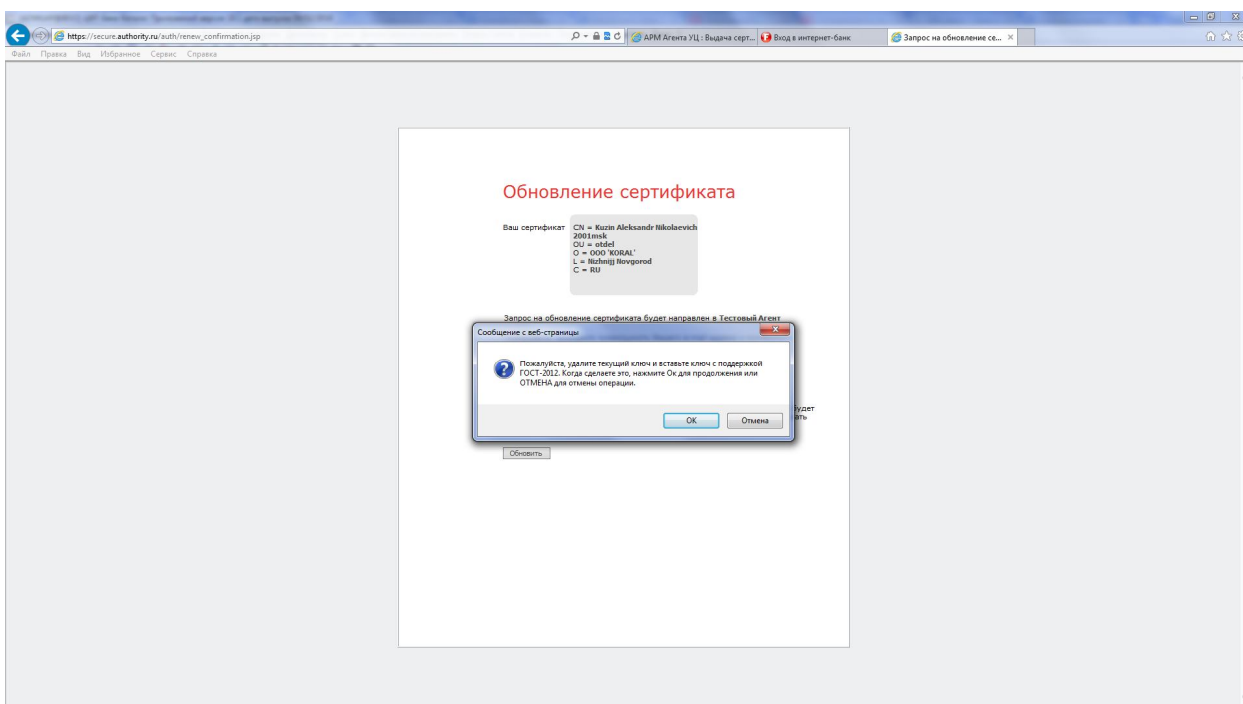 https://secure.authority.ru/auth/renew_confirmation.jsp
АРМ Агента УЦ : Выдача серт...
Вход в интернет-банк
Запрос на обновление се...
Файл Правка Вид Избранное Сервис Справка
Обновление сертификата
Ваш сертификат
CN = Kuzin Aleksandr Nikolaevich
2001msk
OU = otdel
O = OOO 'KORAL'
L = Nizhnijj Novgorod
C = RU
Запрос на обновление сертификата будет направлен в Тестовый Агент
Сообщение с веб-страницы
Пожалуйста, удалите текущий ключ и вставьте ключ с поддержкой
ГОСТ-2012. Когда сделаете это, нажмите Ок для продолжения или
ОТМЕНА для отмены операции.
будет
OK Отмена
Обновить